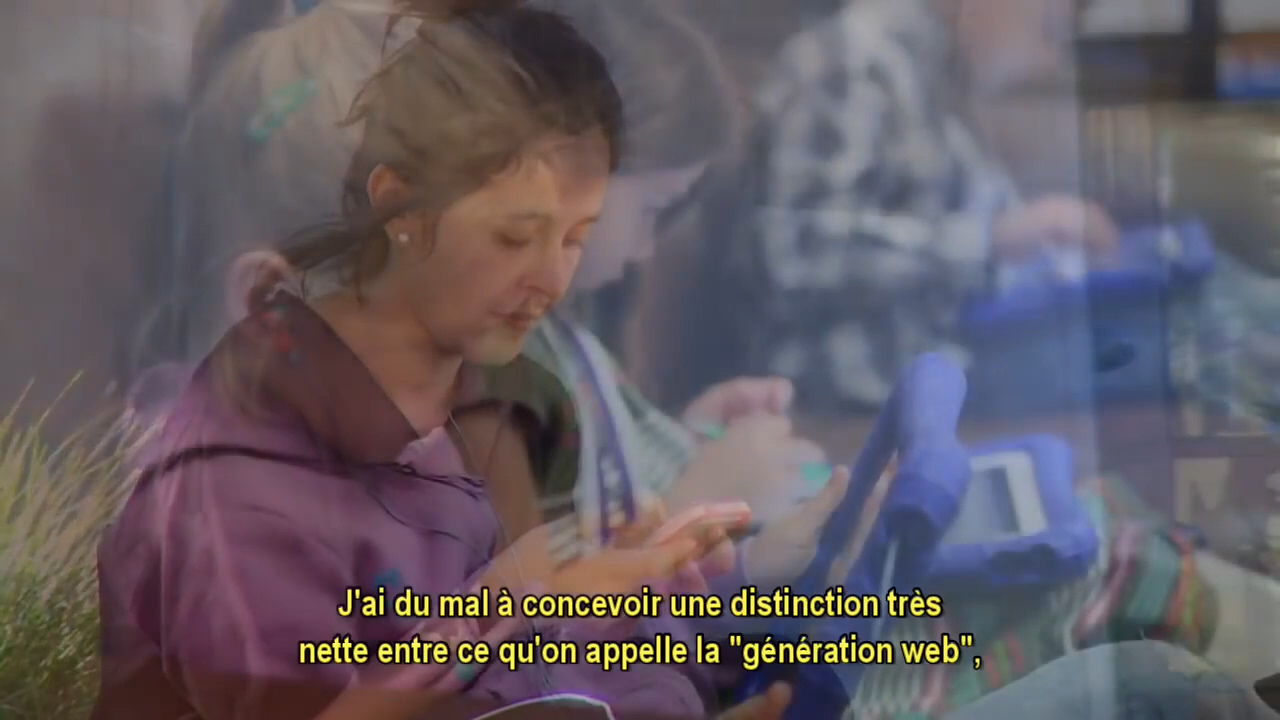 J'ai du mal à concevoir une distinction très
nette entre ce qu'on appelle la "génération web",